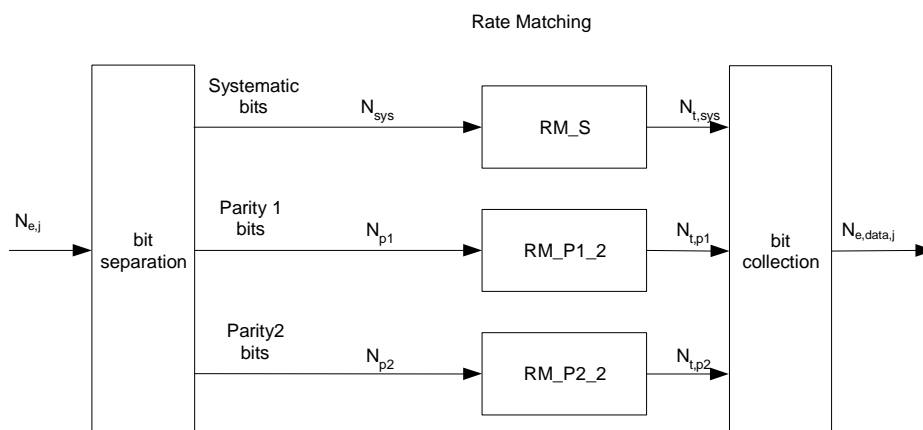 Rate Matching
Systematic
bits
N_sys
RM_S
N_t,sys
N_e,j
bit
separation
Parity 1
bits
N_p1
RM_P1_2
N_t,p1
bit
collection
N_e,data,j
Parity2
bits
N_p2
RM_P2_2
N_t,p2